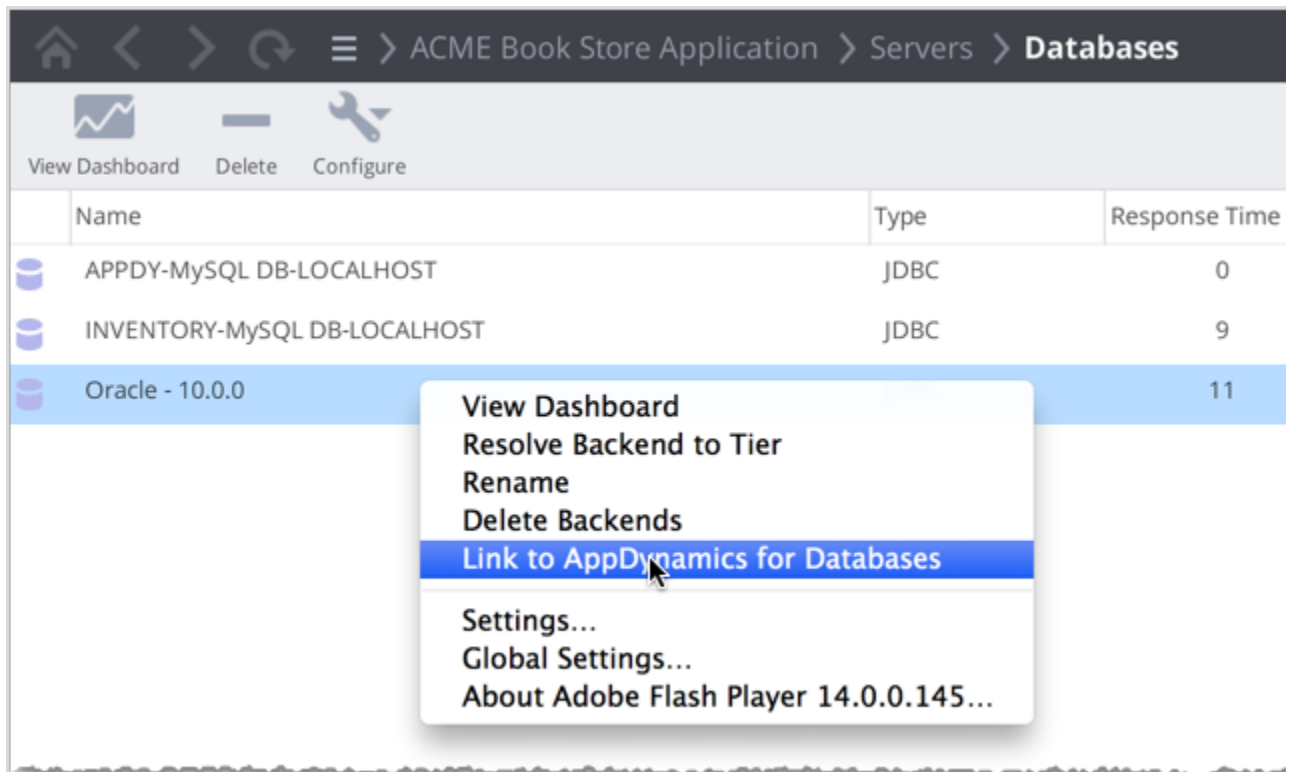 ACME Book Store Application Servers Databases
View Dashboard Delete Configure
Name Type Response Time
APPDY-MySQL DB-LOCALHOST JDBC 0
INVENTORY-MySQL DB-LOCALHOST JDBC 9
Oracle - 10.0.0 11
View Dashboard
Resolve Backend to Tier
Rename
Delete Backends
Link to AppDynamics for Databases
Settings...
Global Settings...
About Adobe Flash Player 14.0.0.145...